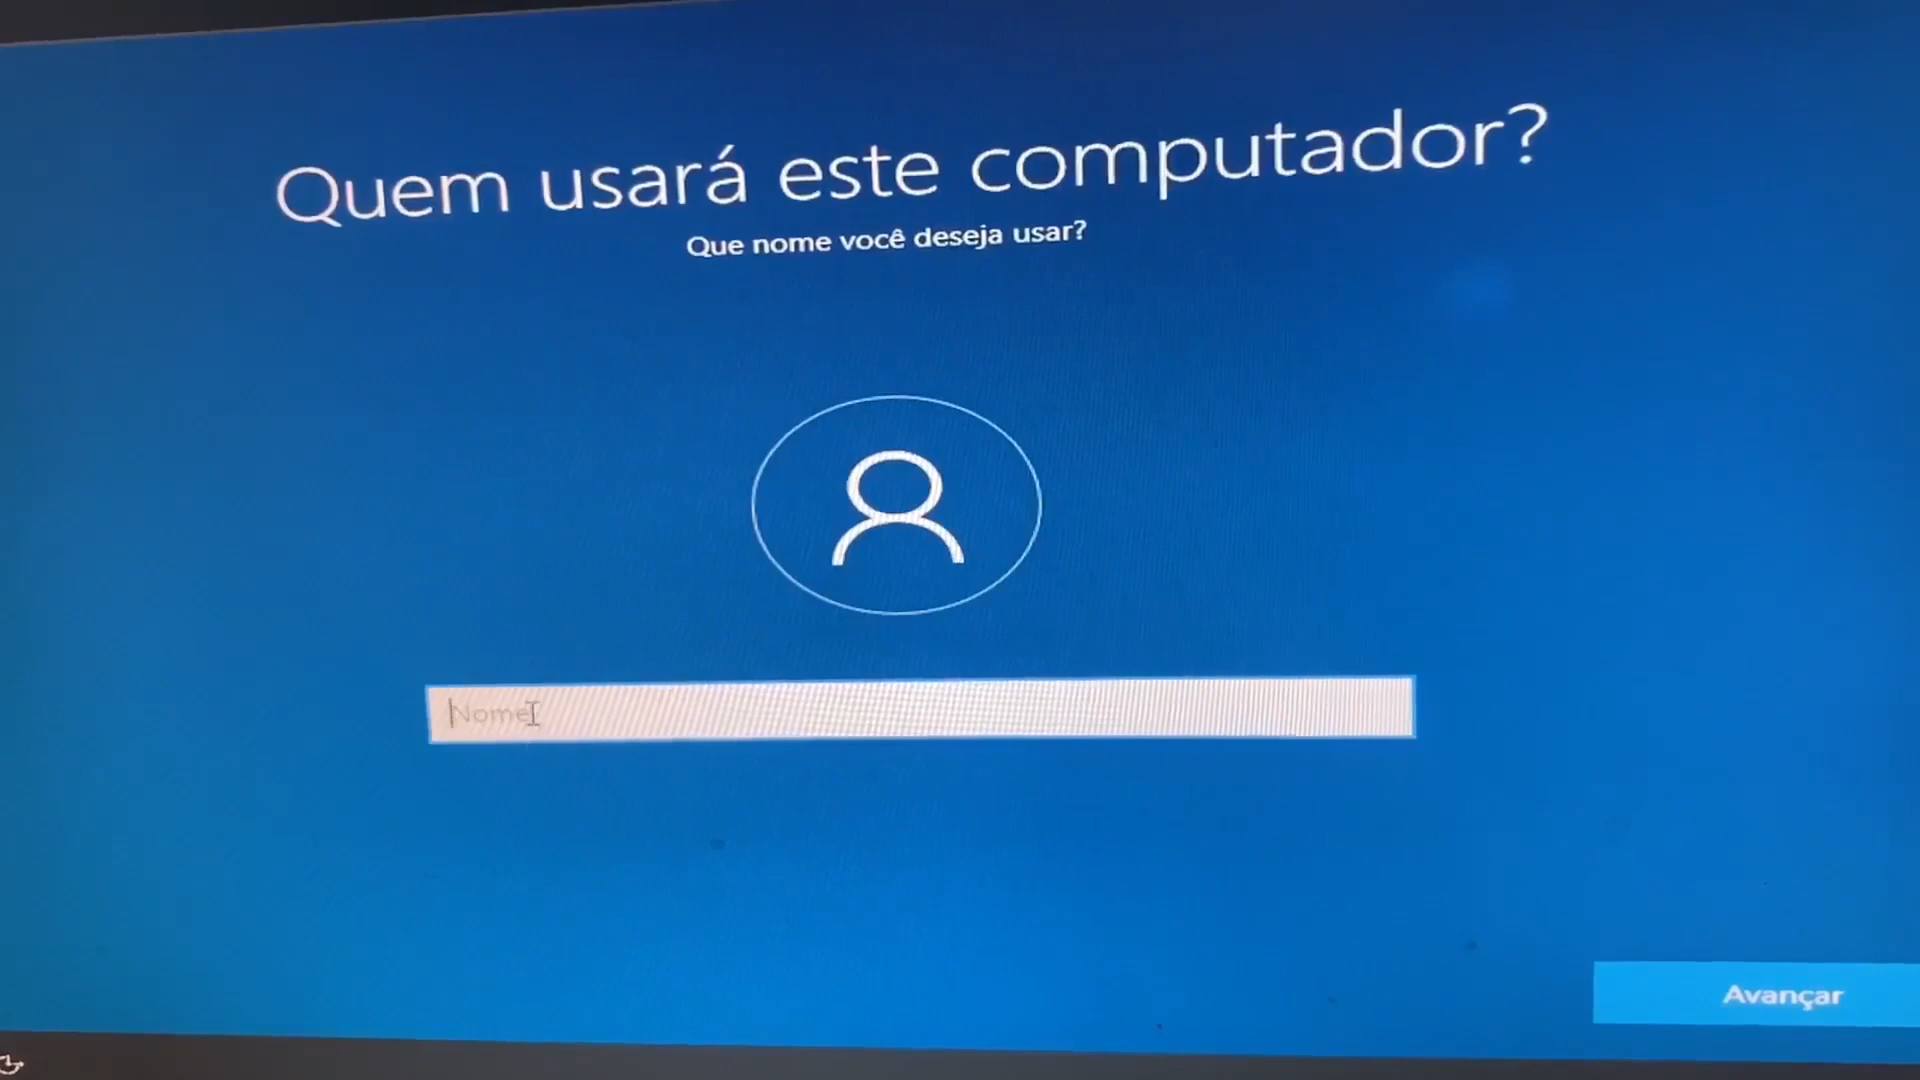 Quem usará este computador?
Que nome você deseja usar?
Nome
Avançar